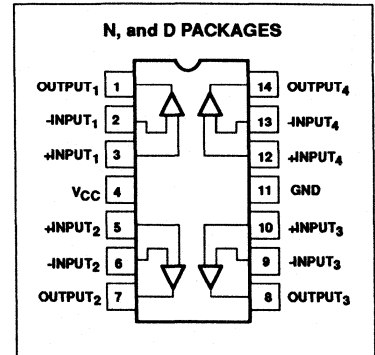 N, and D PACKAGES
OUTPUT1 1 14 OUTPUT4
-INPUT1 2 13 -INPUT4
+INPUT1 3 12 +INPUT4
VCC 4 11 GND
+INPUT2 5 10 +INPUT3
-INPUT2 6 9 -INPUT3
OUTPUT2 7 8 OUTPUT3